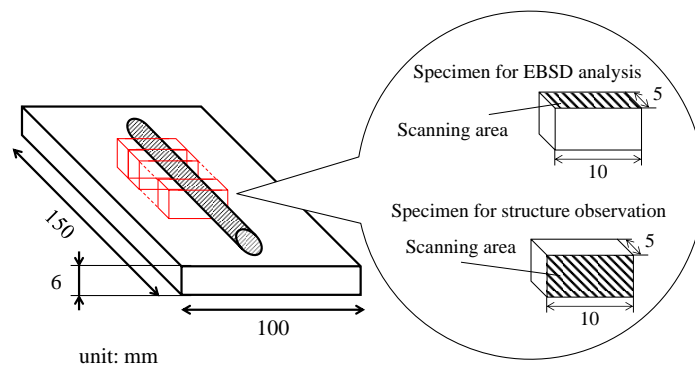 Specimen for EBSD analysis
5
Scanning area
10
Specimen for structure observation
Scanning area
5
10
150
6
100
unit: mm